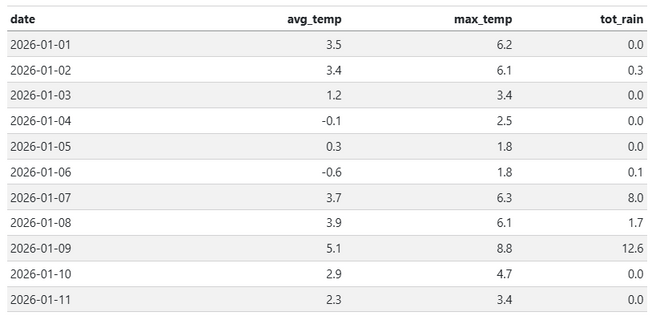 date avg_temp max_temp tot_rain
2026-01-01 3.5 6.2 0.0
2026-01-02 3.4 6.1 0.3
2026-01-03 1.2 3.4 0.0
2026-01-04 -0.1 2.5 0.0
2026-01-05 0.3 1.8 0.0
2026-01-06 -0.6 1.8 0.1
2026-01-07 3.7 6.3 8.0
2026-01-08 3.9 6.1 1.7
2026-01-09 5.1 8.8 12.6
2026-01-10 2.9 4.7 0.0
2026-01-11 2.3 3.4 0.0